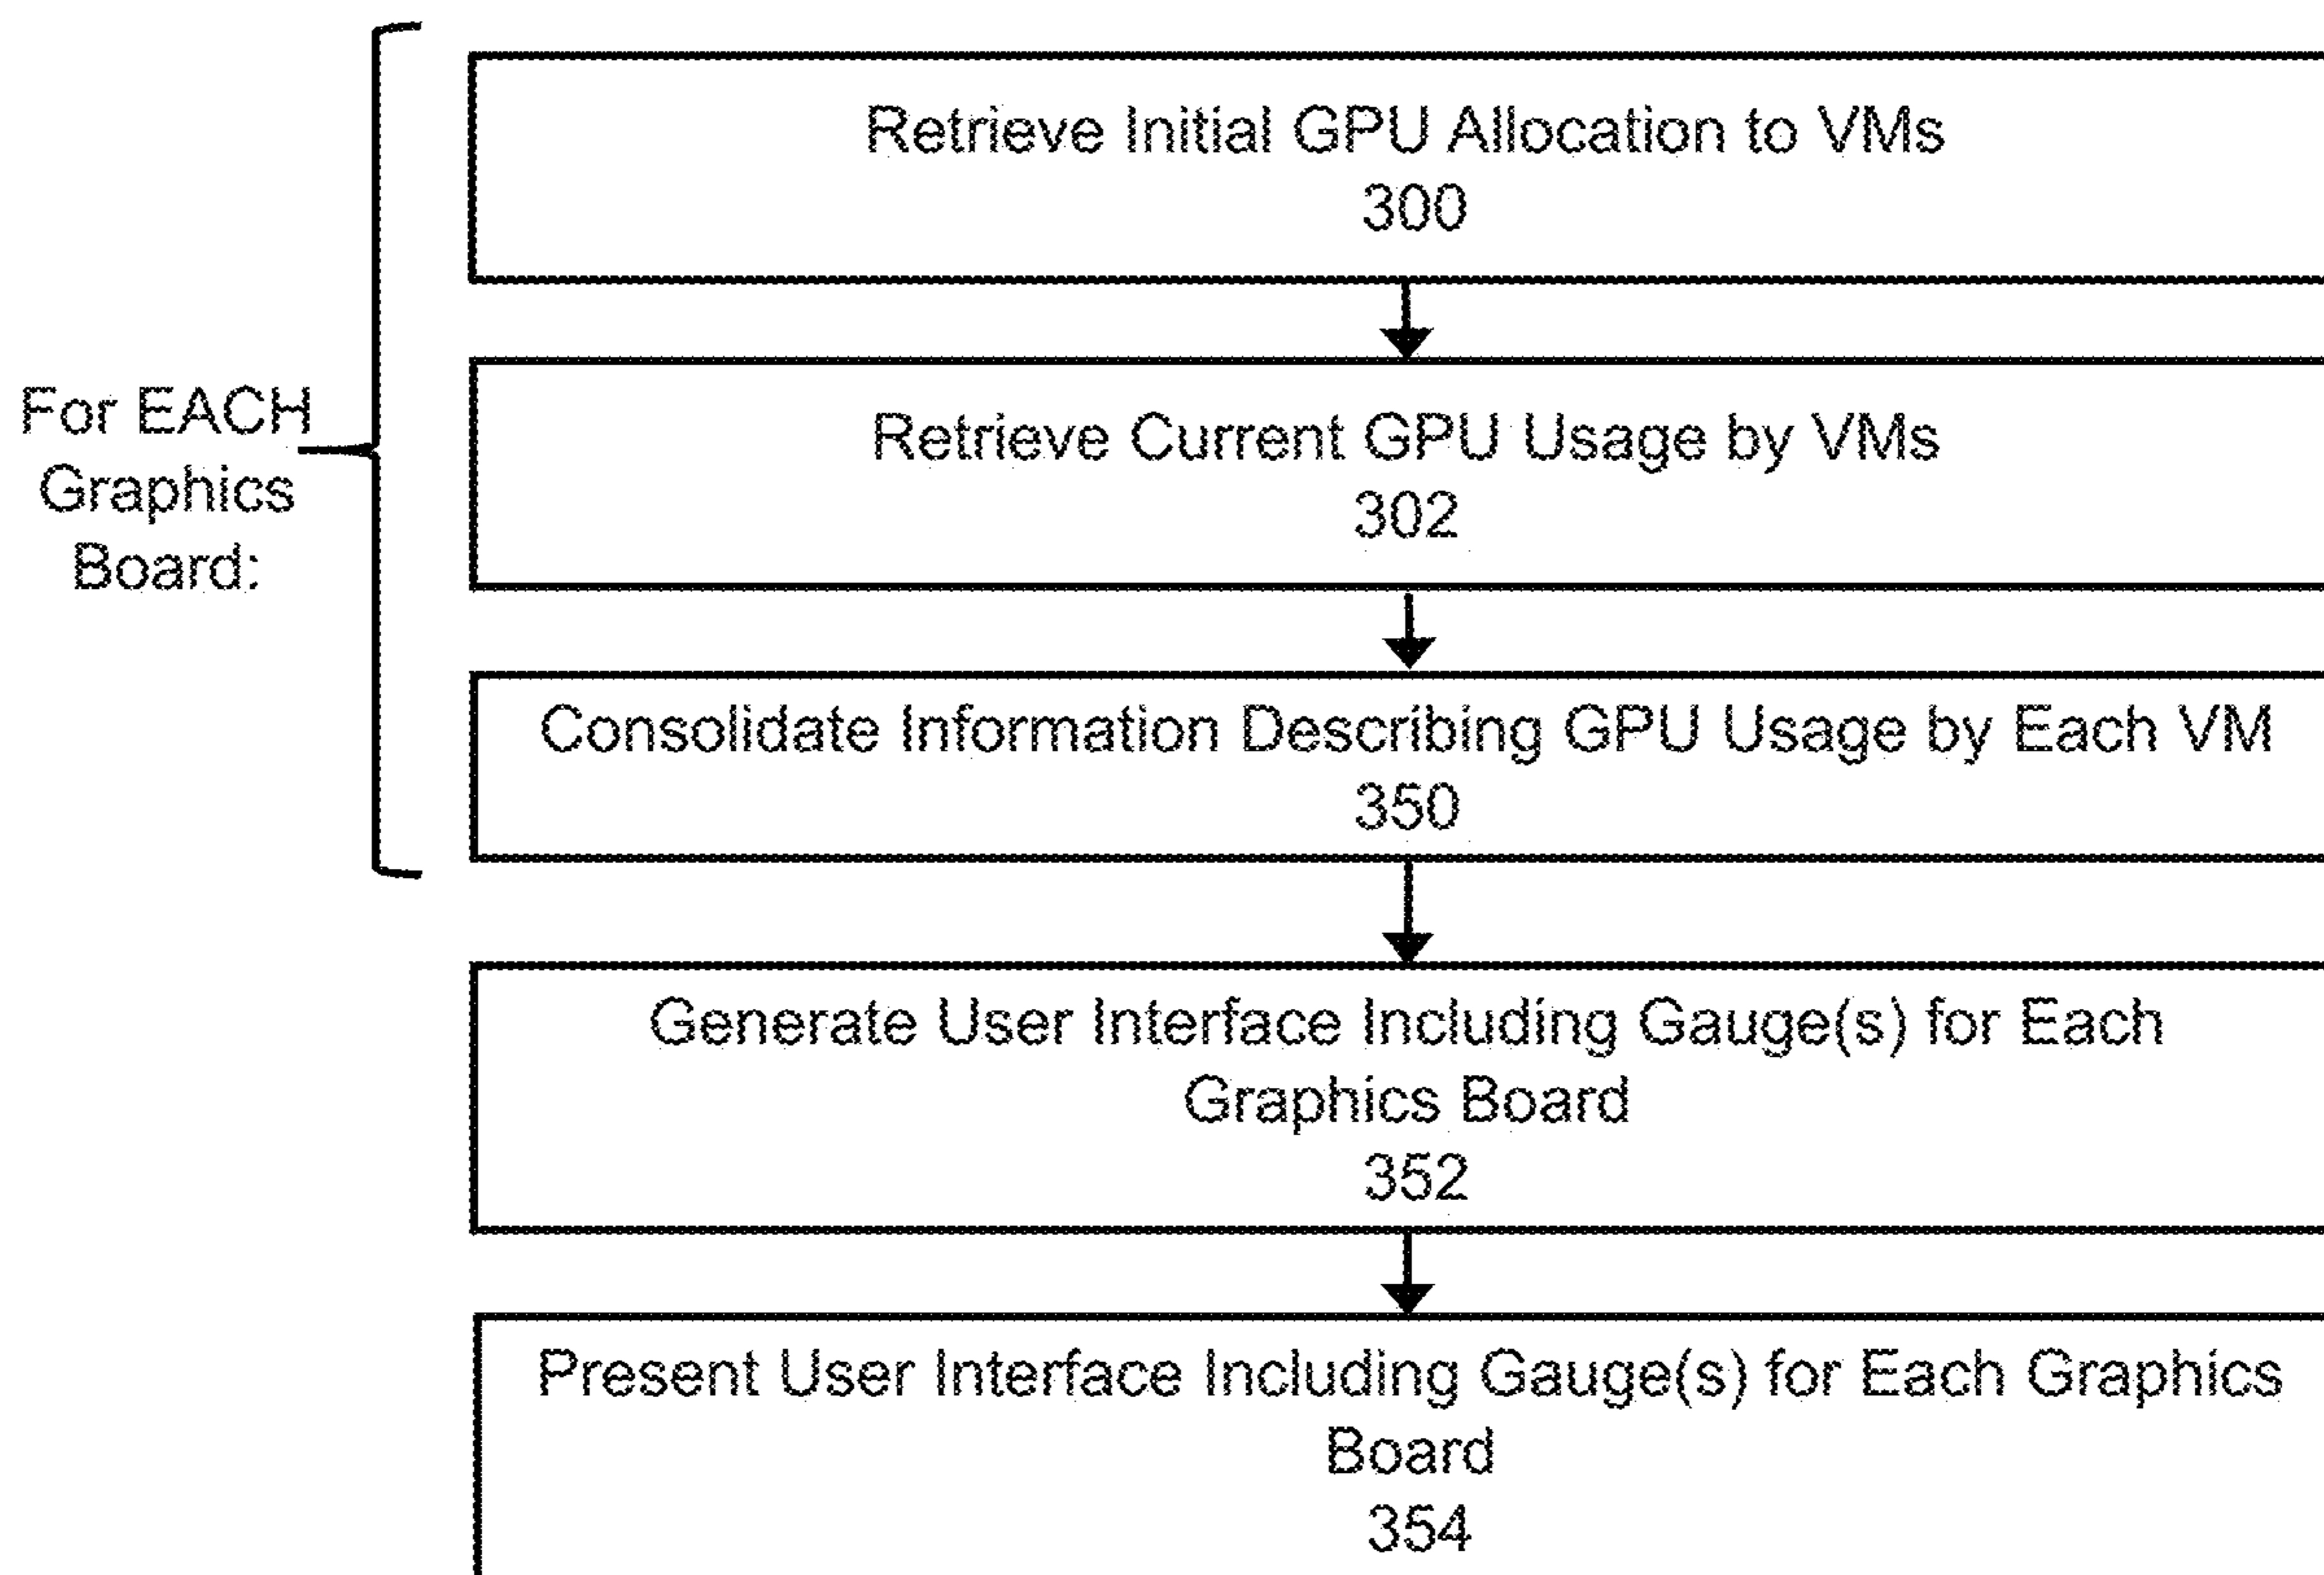 Retrieve Initial GPU Allocation to VMs
300
For EACH
Graphics
Board:
Retrieve Current GPU Usage by VMs
302
Consolidate Information Describing GPU Usage by Each VM
350
Generate User Interface Including Gauge(s) for Each
Graphics Board
352
Present User Interface Including Gauge(s) for Each Graphics
Board
354